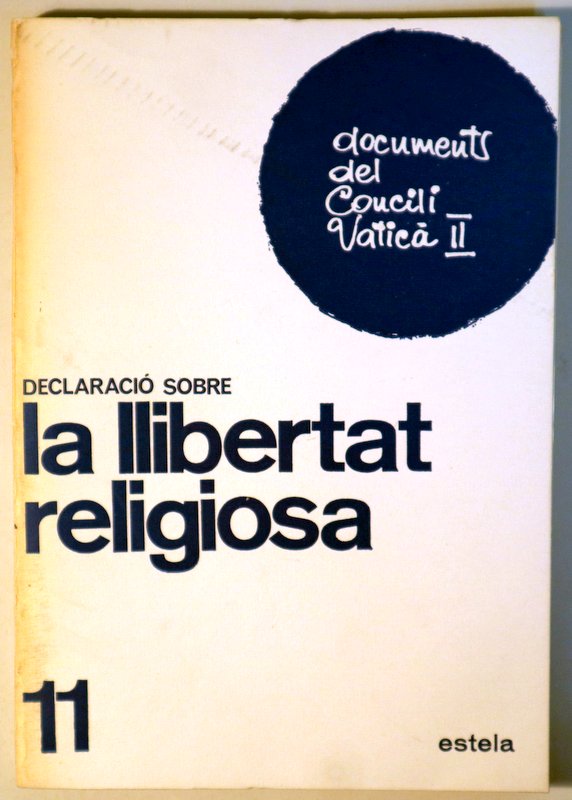 documents
del
Concili
Vaticà II
DECLARACIÓ SOBRE
la llibertat
religiosa
11
estela